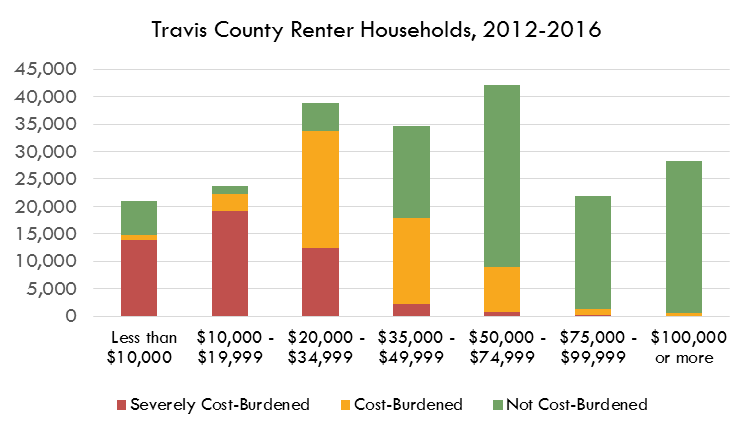 Travis County Renter Households, 2012-2016
45,000
40,000
35,000
30,000
25,000
20,000
15,000
10,000
5,000
0
Less than $10,000 - $20,000 - $35,000 - $50,000 - $75,000 - $100,000
$10,000 $19,999 $34,999 $49,999 $74,999 $99,999 or more
Severely Cost-Burdened Cost-Burdened Not Cost-Burdened